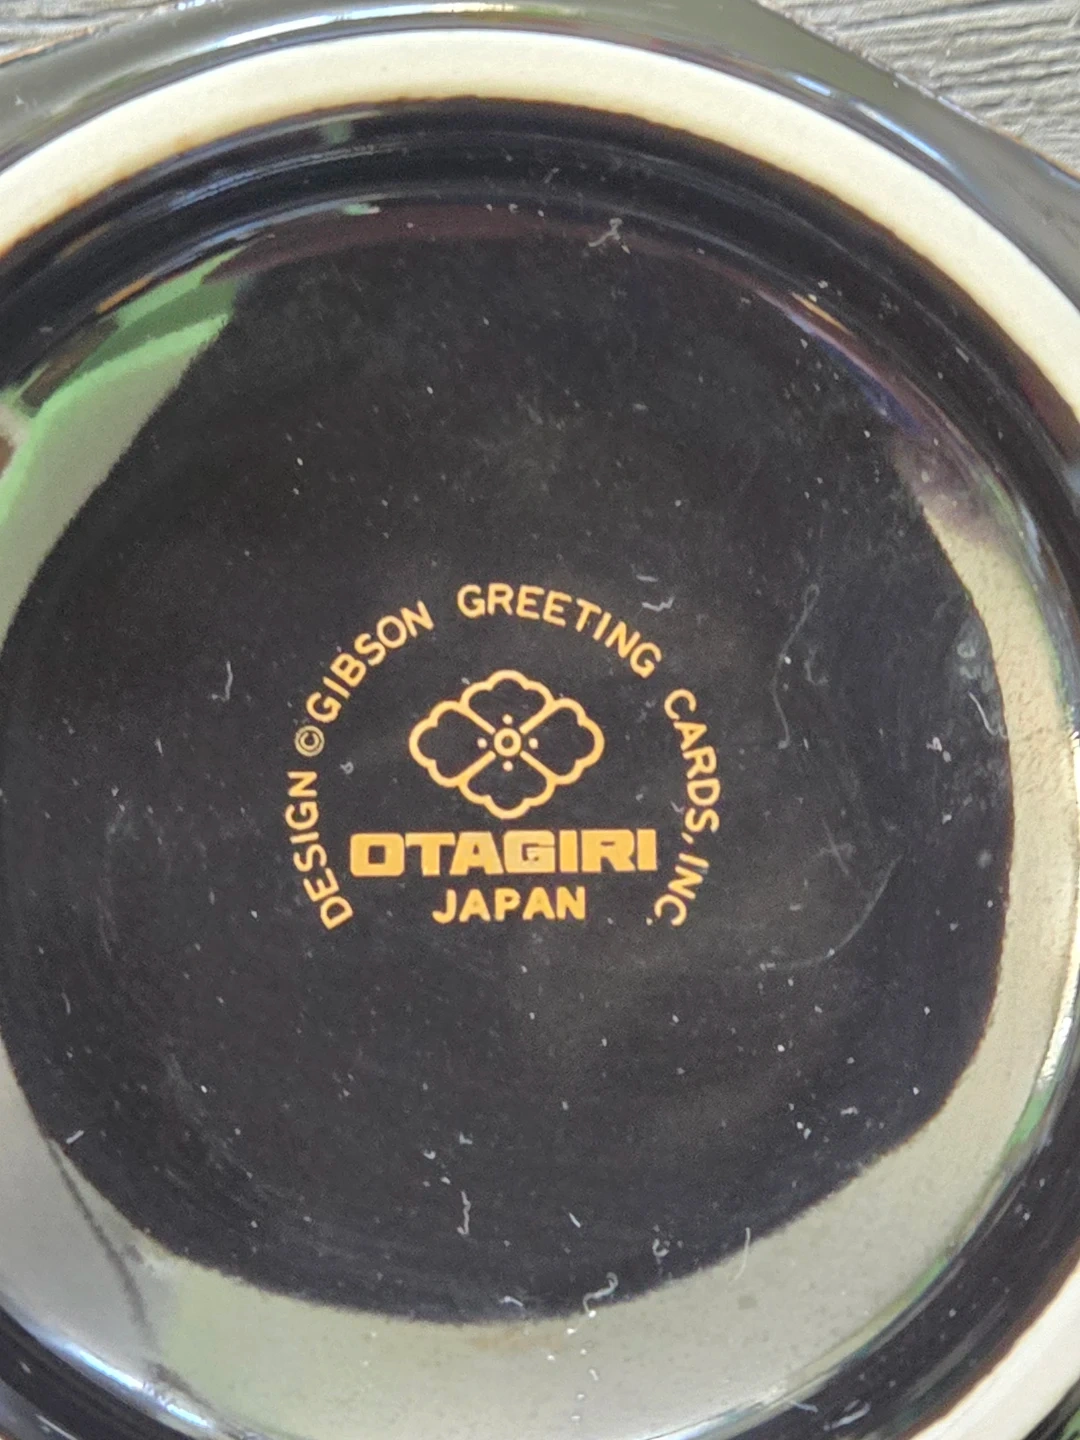 DESIGN © GIBSON GREETING CARDS, INC.
OTAGIRI
JAPAN